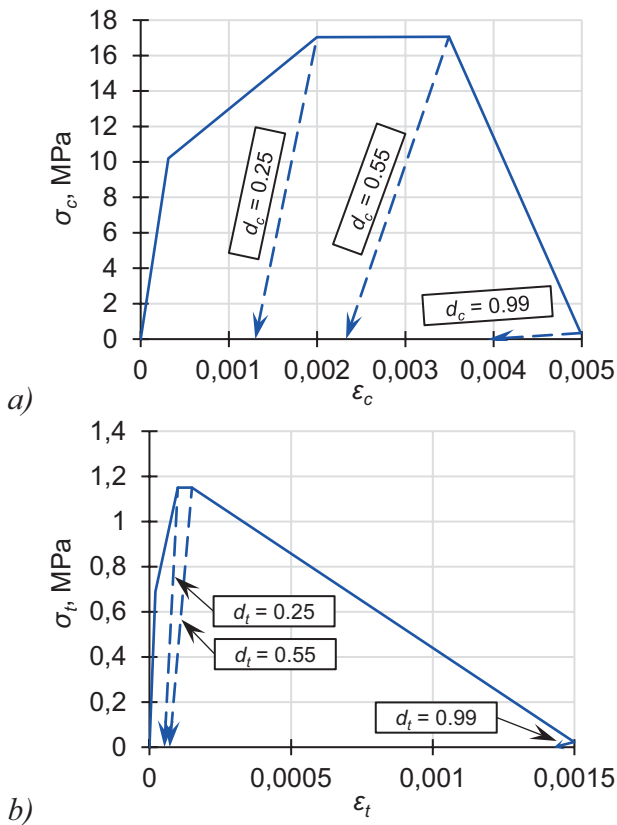 18
16
14
12
10
8
6
4
2
0
σc, MPa
dc = 0.25
dc = 0.55
dc = 0.99
0 0,001 0,002 0,003 0,004 0,005
εc
a)
1,4
1,2
1
0,8
0,6
0,4
0,2
0
σt, MPa
dt = 0.25
dt = 0.55
dt = 0.99
0 0,0005 0,001 0,0015
εt
b)